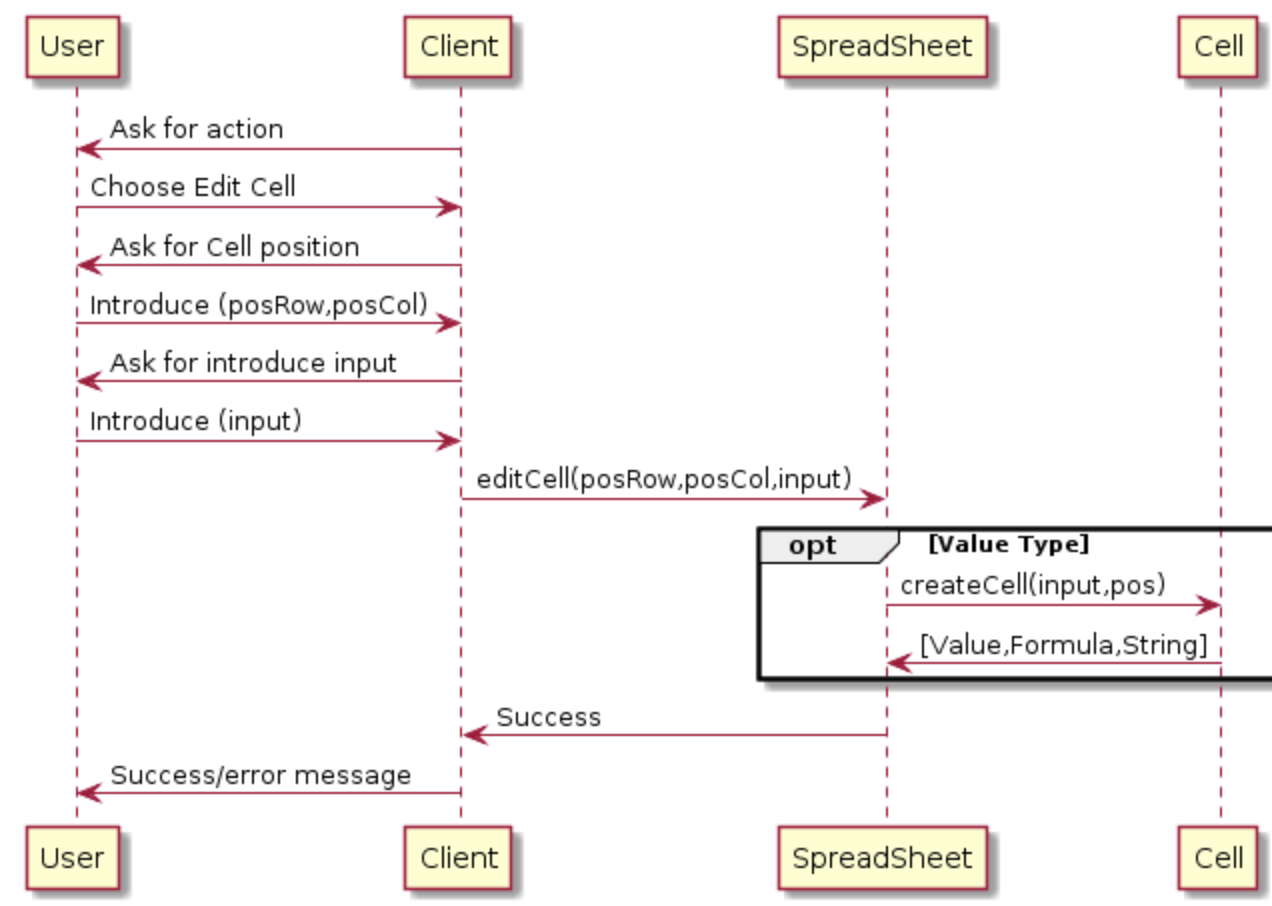 User Client SpreadSheet Cell
Ask for action
Choose Edit Cell
Ask for Cell position
Introduce (posRow,posCol)
Ask for introduce input
Introduce (input)
editCell(posRow,posCol,input)
opt [Value Type]
createCell(input,pos)
[Value,Formula,String]
Success
Success/error message
User Client SpreadSheet Cell